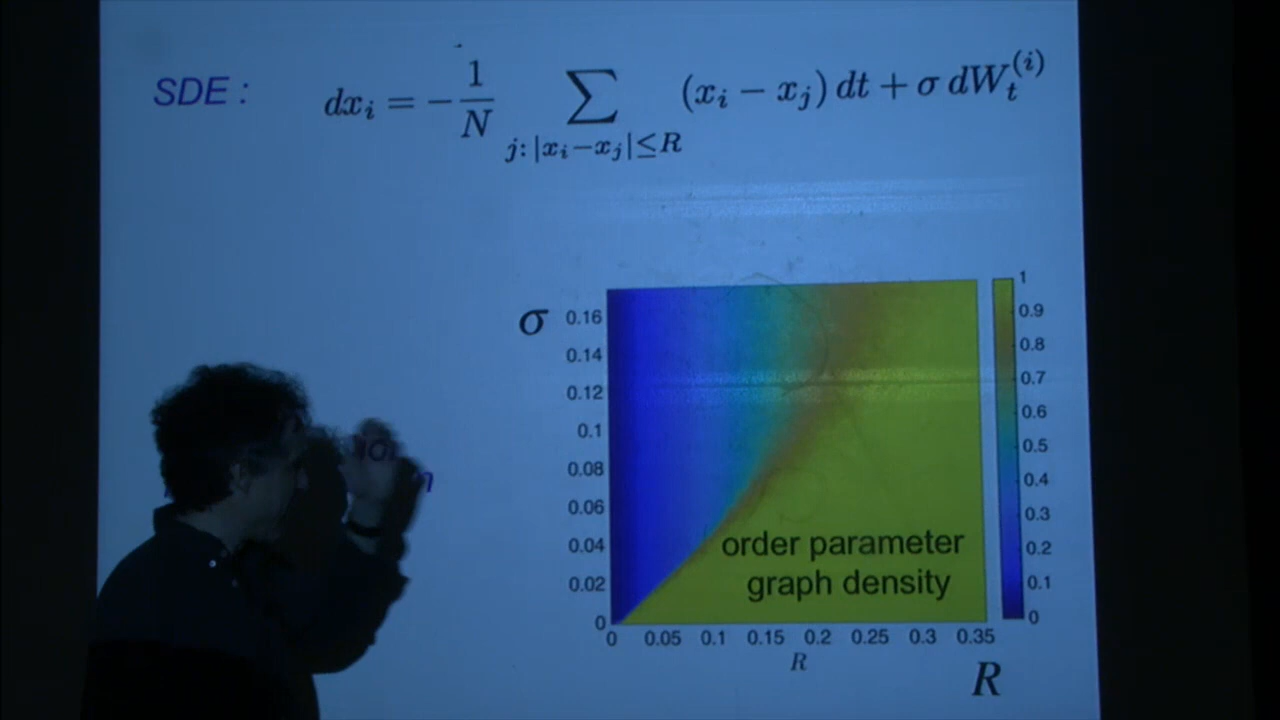 SDE : dx_i = −\frac{1}{N} \sum_{j: |x_i−x_j|≤R} (x_i − x_j) dt + σ dW_t^{(i)}
σ
0.16
0.14
0.12
0.1
0.08
0.06
0.04
0.02
0
order parameter
graph density
0 0.05 0.1 0.15 0.2 0.25 0.3 0.35
R
R
1
0.9
0.8
0.7
0.6
0.5
0.4
0.3
0.2
0.1
0